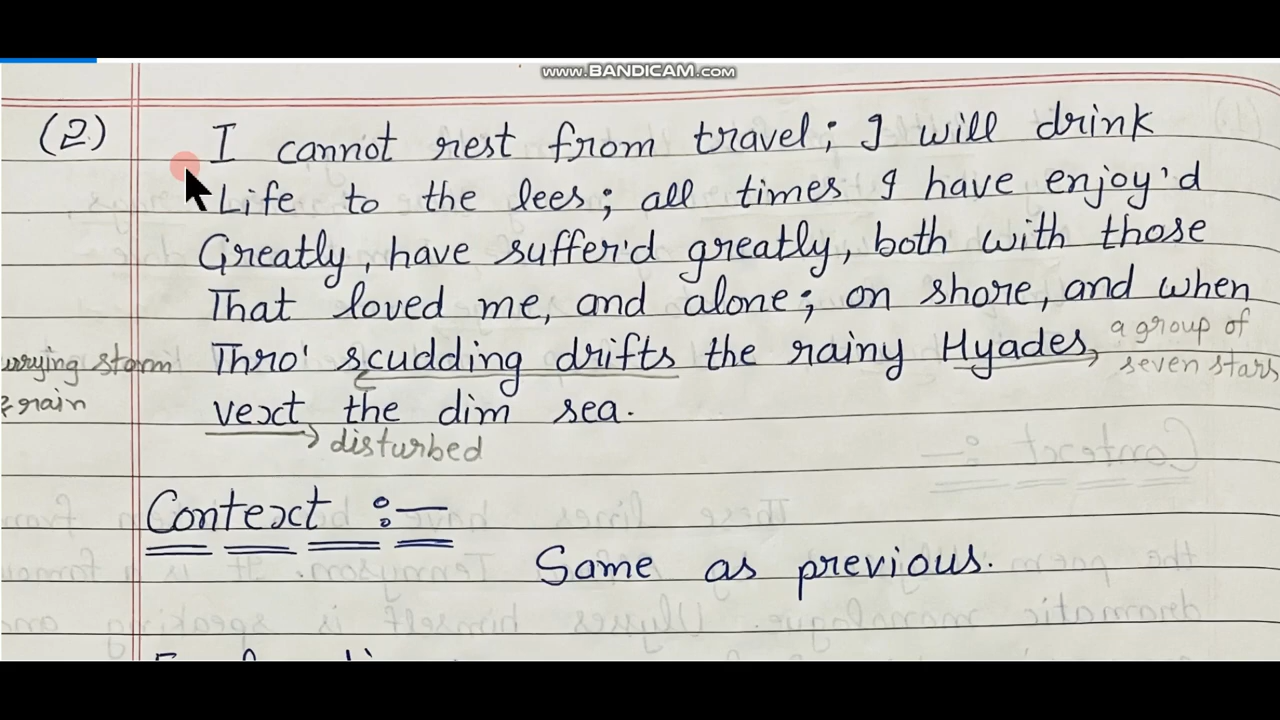 www.BANDICAM.com
(2) I cannot rest from travel; I will drink
Life to the lees; all times I have enjoy'd
Greatly, have suffer'd greatly, both with those
That loved me, and alone; on shore, and when
a group of
Thro' scudding drifts the rainy Hyades,
seven stars
storm
rain
vext the dim sea.
disturbed
Context :-
Same as previous.